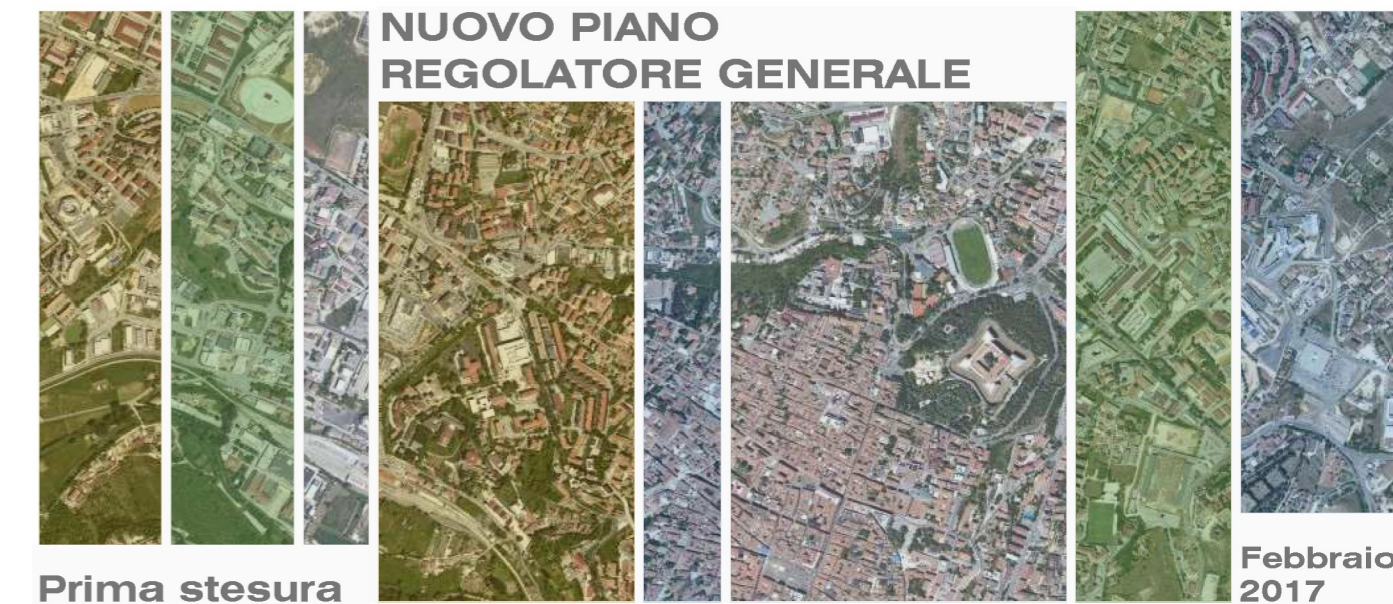 NUOVO PIANO
REGOLATORE GENERALE
Prima stesura
Febbraio
2017